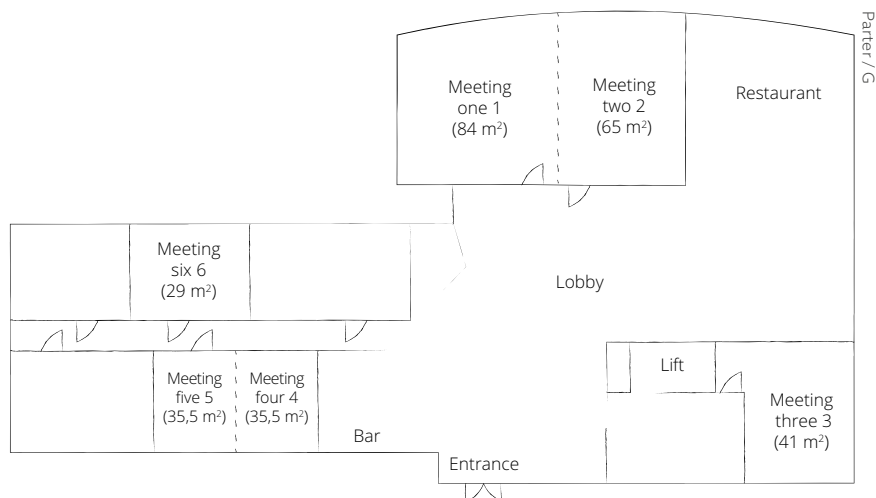 Parter / G
Meeting
one 1
(84 m²)
Meeting
two 2
(65 m²)
Restaurant
Meeting
six 6
(29 m²)
Lobby
Meeting
five 5
(35,5 m²)
Meeting
four 4
(35,5 m²)
Bar
Lift
Meeting
three 3
(41 m²)
Entrance